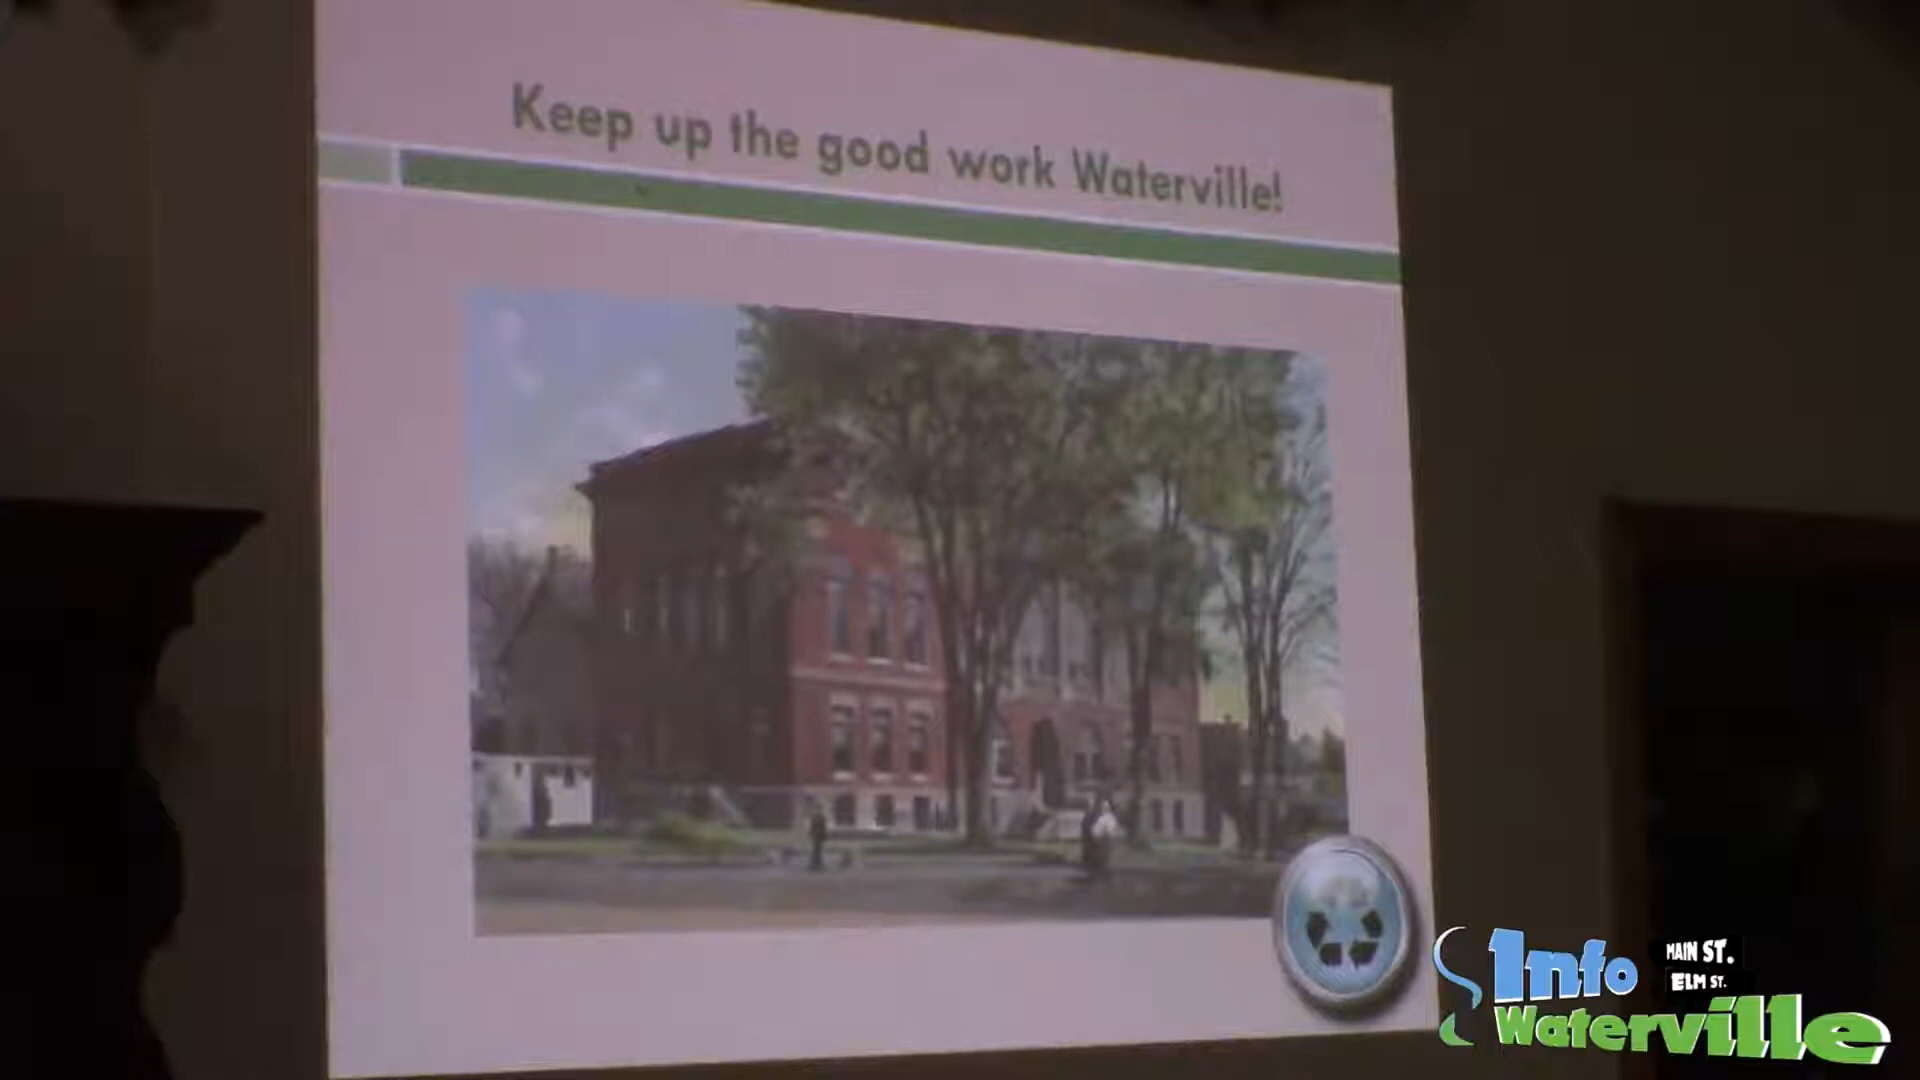 Keep up the good work Waterville!
Info
MAIN ST.
ELM ST.
Waterville